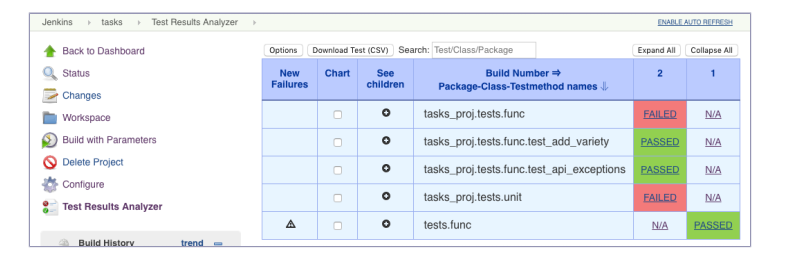 Jenkins › tasks › Test Results Analyzer ›
ENABLE AUTO REFRESH
Back to Dashboard
Status
Changes
Workspace
Build with Parameters
Delete Project
Configure
Test Results Analyzer
Build History trend
Options Download Test (CSV) Search: Test/Class/Package Expand All Collapse All
New Failures Chart See children Build Number ⇒ Package-Class-Testmethod names ⇓ 2 1
tasks_proj.tests.func FAILED N/A
tasks_proj.tests.func.test_add_variety PASSED N/A
tasks_proj.tests.func.test_api_exceptions PASSED N/A
tasks_proj.tests.unit FAILED N/A
tests.func N/A PASSED